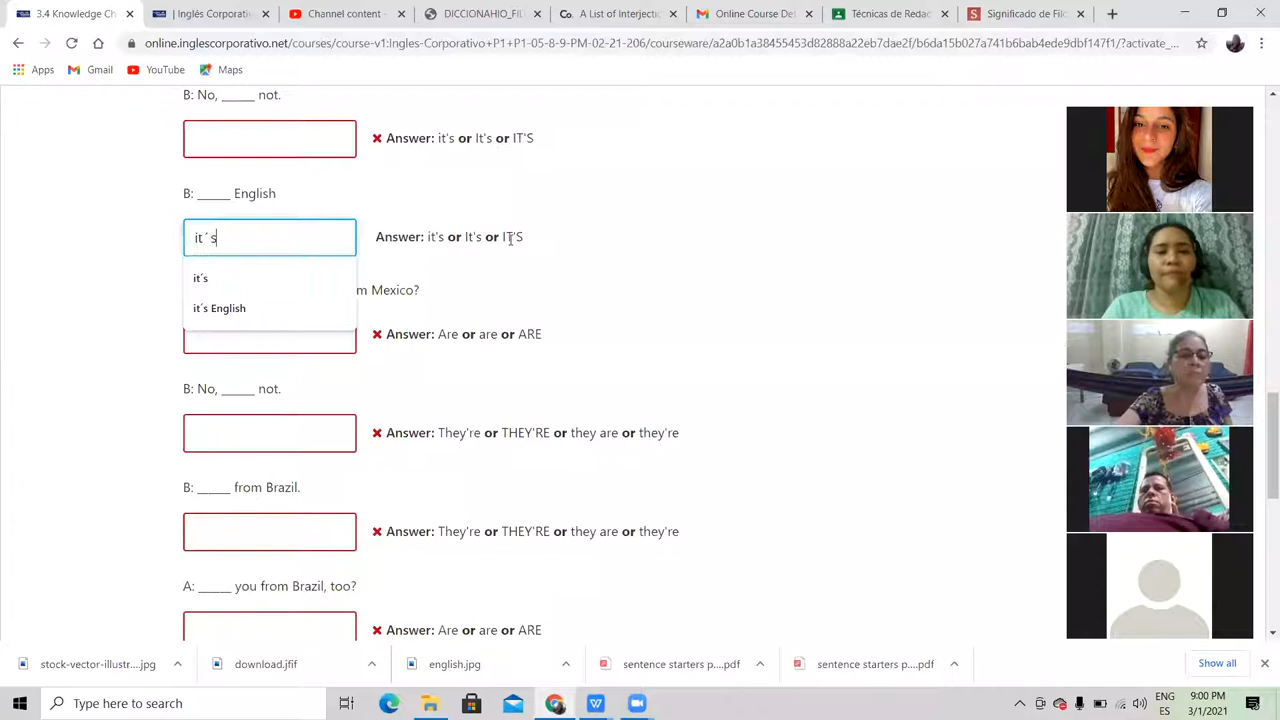 3.4 Knowledge Ch
Inglés Corporativ
Channel content -
DICCIONAHIO_FIL
A List of Interjecti
Online Course De
Técnicas de Redac
Significado de Filo
online.inglescorporativo.net/courses/course-v1:Ingles-Corporativo+P1+P1-05-8-9-PM-02-21-206/courseware/a2a0b1a38455453d82888a22eb7dae2f/b6da15b027a741b6bab4ede9dbf147f1/?activate_...
Apps Gmail YouTube Maps
B: No, ______ not.
Answer: it's or It's or IT'S
B: _____ English
it´s
Answer: it's or It's or IT'S
it´s
it´s English
m Mexico?
Answer: Are or are or ARE
B: No, _____ not.
Answer: They're or THEY'RE or they are or they're
B: _____ from Brazil.
Answer: They're or THEY'RE or they are or they're
A: _____ you from Brazil, too?
Answer: Are or are or ARE
stock-vector-illustr....jpg
download.jfif
english.jpg
sentence starters p....pdf
sentence starters p....pdf
Show all
Type here to search
ENG
ES
9:00 PM
3/1/2021